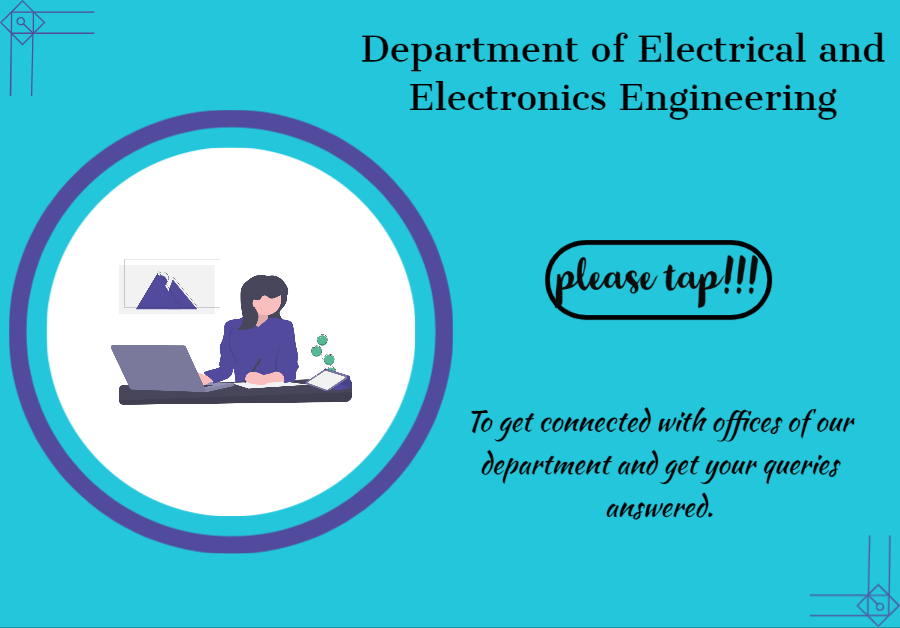 Department of Electrical and
Electronics Engineering
please tap!!!
To get connected with offices of our
department and get your queries
answered.